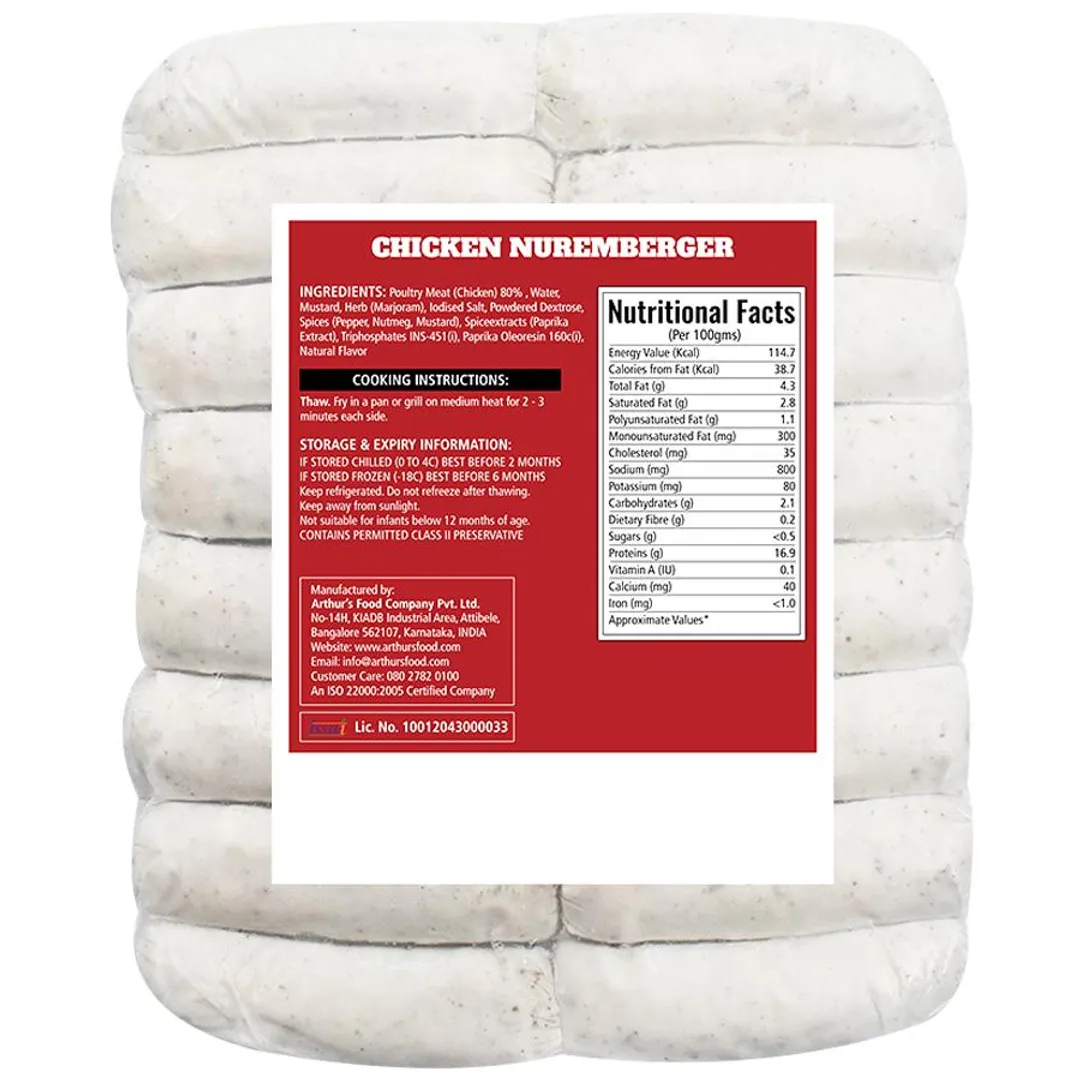 CHICKEN NUREMBERGER
INGREDIENTS: Poultry Meat (Chicken) 80% , Water,
Mustard, Herb (Marjoram), Iodised Salt, Powdered Dextrose,
Spices (Pepper, Nutmeg, Mustard), Spiceextracts (Paprika
Extract), Triphosphates INS-451(i), Paprika Oleoresin 160c(i),
Natural Flavor
COOKING INSTRUCTIONS:
Thaw. Fry in a pan or grill on medium heat for 2 - 3
minutes each side.
STORAGE & EXPIRY INFORMATION:
IF STORED CHILLED (0 TO 4C) BEST BEFORE 2 MONTHS
IF STORED FROZEN (-18C) BEST BEFORE 6 MONTHS
Keep refrigerated. Do not refreeze after thawing.
Keep away from sunlight.
Not suitable for infants below 12 months of age.
CONTAINS PERMITTED CLASS II PRESERVATIVE
Manufactured by:
Arthur's Food Company Pvt. Ltd.
No-14H, KIADB Industrial Area, Attibele,
Bangalore 562107, Karnataka, INDIA
Website: www.arthursfood.com
Email: info@arthursfood.com
Customer Care: 080 2782 0100
An ISO 22000:2005 Certified Company
fssai Lic. No. 10012043000033
Nutritional Facts
(Per 100gms)
Energy Value (Kcal) 114.7
Calories from Fat (Kcal) 38.7
Total Fat (g) 4.3
Saturated Fat (g) 2.8
Polyunsaturated Fat (g) 1.1
Monounsaturated Fat (mg) 300
Cholesterol (mg) 35
Sodium (mg) 800
Potassium (mg) 80
Carbohydrates (g) 2.1
Dietary Fibre (g) 0.2
Sugars (g) <0.5
Proteins (g) 16.9
Vitamin A (IU) 0.1
Calcium (mg) 40
Iron (mg) <1.0
Approximate Values*